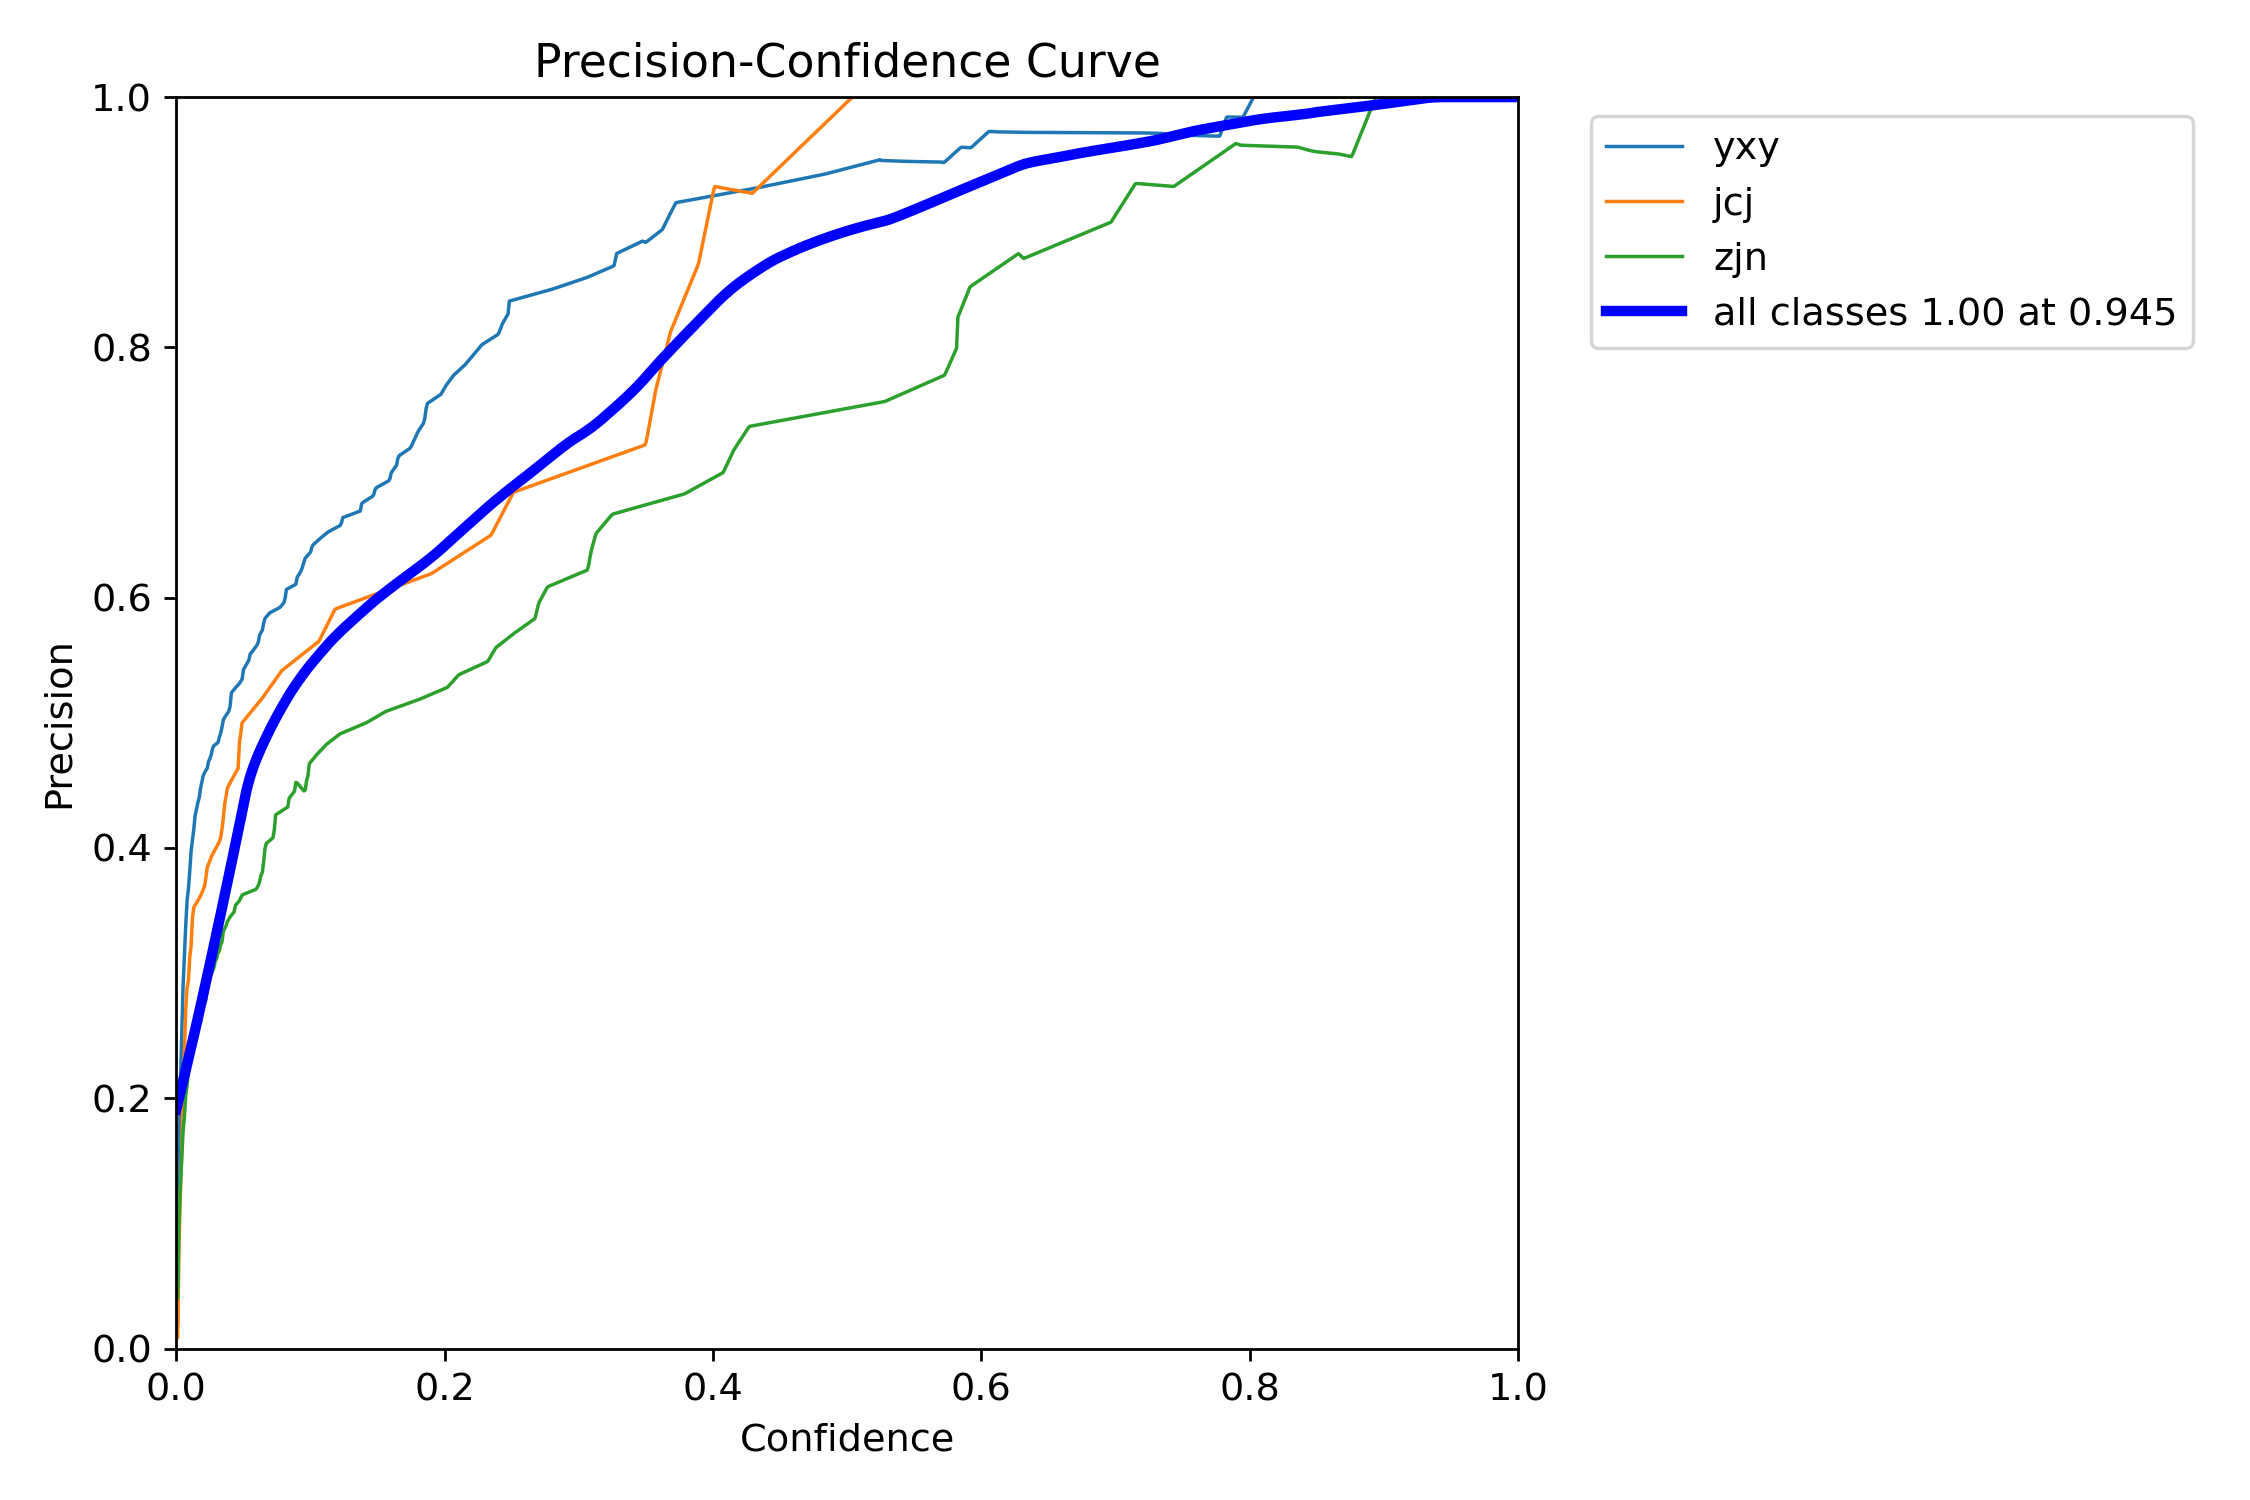 Precision-Confidence Curve
1.0
0.8
0.6
0.4
0.2
0.0
Precision
0.0 0.2 0.4 0.6 0.8 1.0
Confidence
yxy
jcj
zjn
all classes 1.00 at 0.945